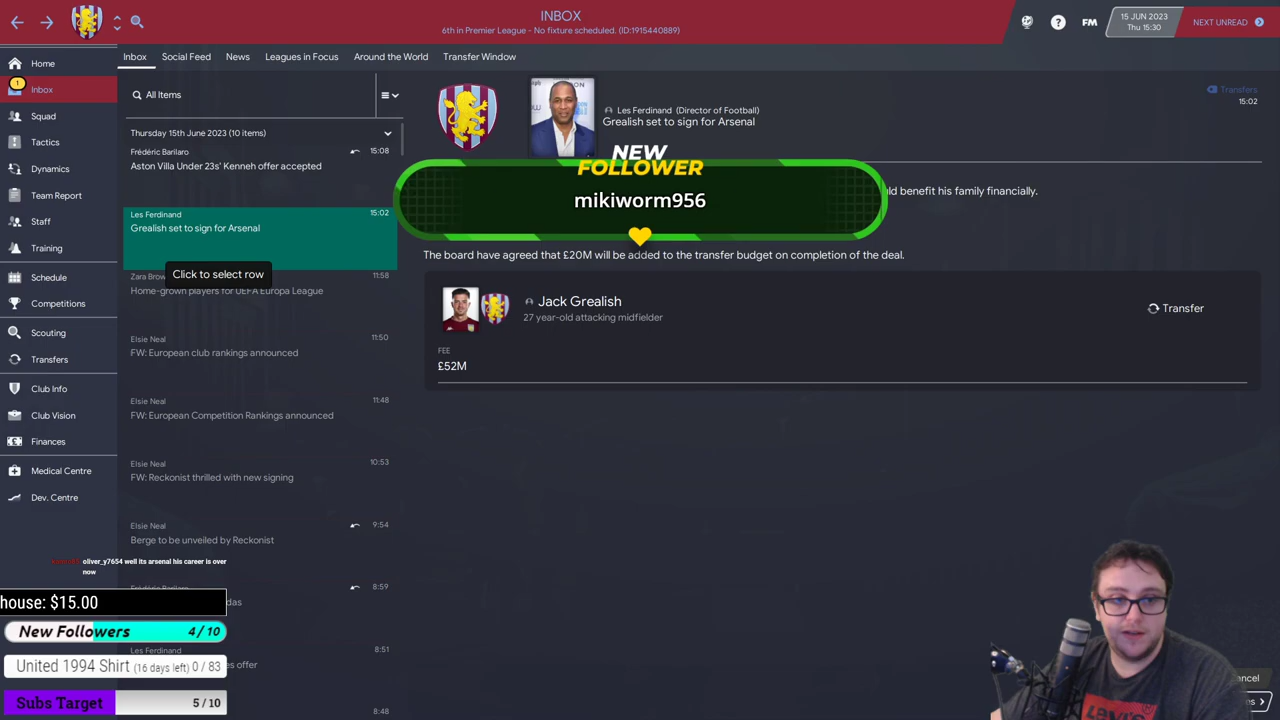 INBOX
6th in Premier League - No fixture scheduled. (ID:1915440889)
?
FM
15 JUN 2023
Thu 15:30
NEXT UNREAD
Inbox
Social Feed
News
Leagues in Focus
Around the World
Transfer Window
Home
1
Inbox
Squad
Tactics
Dynamics
Team Report
Staff
Training
Schedule
Competitions
Scouting
Transfers
Club Info
Club Vision
Finances
Medical Centre
Dev. Centre
All Items
Thursday 15th June 2023 (10 items)
Frédéric Barilaro
15:08
Aston Villa Under 23s' Kenneh offer accepted
Les Ferdinand
15:02
Grealish set to sign for Arsenal
Click to select row
Zara Brow
11:58
Home-grown players for UEFA Europa League
Elsie Neal
11:50
FW: European club rankings announced
Elsie Neal
11:48
FW: European Competition Rankings announced
Elsie Neal
10:53
FW: Reckonist thrilled with new signing
Elsie Neal
9:54
Berge to be unveiled by Reckonist
8:59
das
8:51
es offer
8:48
Les Ferdinand (Director of Football)
Grealish set to sign for Arsenal
Transfers
15:02
NEW
FOLLOWER
mikiworm956
uld benefit his family financially.
The board have agreed that £20M will be added to the transfer budget on completion of the deal.
Jack Grealish
27 year-old attacking midfielder
Transfer
FEE
£52M
oliver_y7654 well its arsenal his career is over
now
house: $15.00
New Followers 4 / 10
United 1994 Shirt (16 days left) 0 / 83
Subs Target 5 / 10
ancel
Levi's